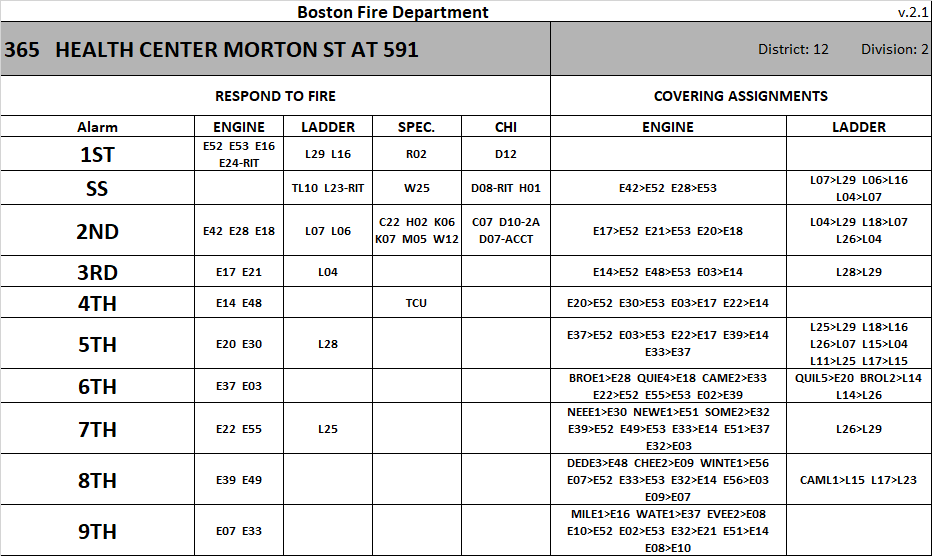 Boston Fire Department v.2.1
365 HEALTH CENTER MORTON ST AT 591 District: 12 Division: 2
RESPOND TO FIRE COVERING ASSIGNMENTS
Alarm ENGINE LADDER SPEC. CHI ENGINE LADDER
1ST E52 E53 E16 E24-RIT L29 L16 R02 D12
SS TL10 L23-RIT W25 D08-RIT H01 E42>E52 E28>E53 L07>L29 L06>L16 L04>L07
2ND E42 E28 E18 L07 L06 C22 H02 K06 K07 M05 W12 C07 D10-2A D07-ACCT E17>E52 E21>E53 E20>E18 L04>L29 L18>L07 L26>L04
3RD E17 E21 L04 E14>E52 E48>E53 E03>E14 L28>L29
4TH E14 E48 TCU E20>E52 E30>E53 E03>E17 E22>E14
5TH E20 E30 L28 E37>E52 E03>E53 E22>E17 E39>E14 E33>E37 L25>L29 L18>L16 L26>L07 L15>L04 L11>L25 L17>L15
6TH E37 E03 BROE1>E28 QUIE4>E18 CAME2>E33 E22>E52 E55>E53 E02>E39 QUIL5>E20 BROL2>L14 L14>L26
7TH E22 E55 L25 NEEE1>E30 NEWE1>E51 SOME2>E32 E39>E52 E49>E53 E33>E14 E51>E37 E32>E03 L26>L29
8TH E39 E49 DEDE3>E48 CHEE2>E09 WINTE1>E56 E07>E52 E33>E53 E32>E14 E56>E03 E09>E07 CAML1>L15 L17>L23
9TH E07 E33 MILE1>E16 WATE1>E37 EVEE2>E08 E10>E52 E02>E53 E32>E21 E51>E14 E08>E10